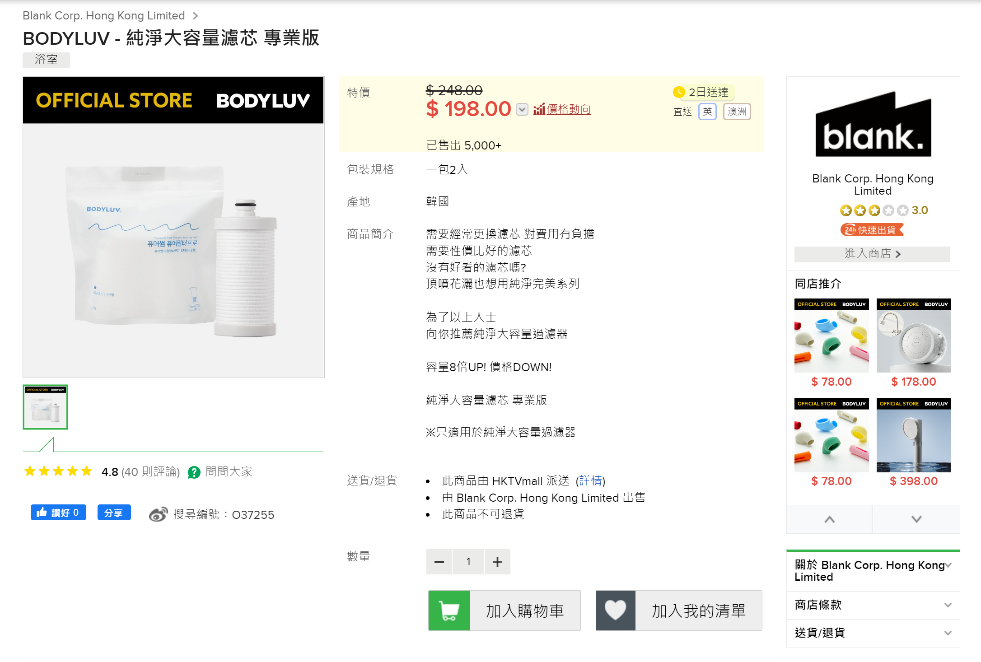 Blank Corp. Hong Kong Limited >
BODYLUV - 純淨大容量濾芯 專業版
浴室
OFFICIAL STORE BODYLUV
BODYLUV.
特價
$ 248.00
$ 198.00 價格動向
已售出 5,000+
2日送達
直送 英 澳洲
包裝規格 一包2入
產地 韓國
商品簡介 需要經常更換濾芯 對費用有負擔
需要性價比好的濾芯
沒有好看的濾芯嗎?
頂噴花灑也想用純淨完美系列
為了以上人士
向你推薦純淨大容量過濾器
容量8倍UP! 價格DOWN!
純淨大容量濾芯 專業版
※只適用於純淨大容量過濾器
4.8 (40 則評論) 問問大家
讚好 0 分享 搜尋編號：O37255
送貨/退貨
• 此商品由 HKTVmall 派送 (詳情)
• 由 Blank Corp. Hong Kong Limited 出售
• 此商品不可退貨
數量 − 1 +
加入購物車 加入我的清單
blank.
Blank Corp. Hong Kong
Limited
3.0
24h 快速出貨
進入商店 >
同店推介
OFFICIAL STORE BODYLUV OFFICIAL STORE BODYLUV
$ 78.00 $ 178.00
OFFICIAL STORE BODYLUV OFFICIAL STORE BODYLUV
$ 78.00 $ 398.00
關於 Blank Corp. Hong Kong
Limited
商店條款
送貨/退貨